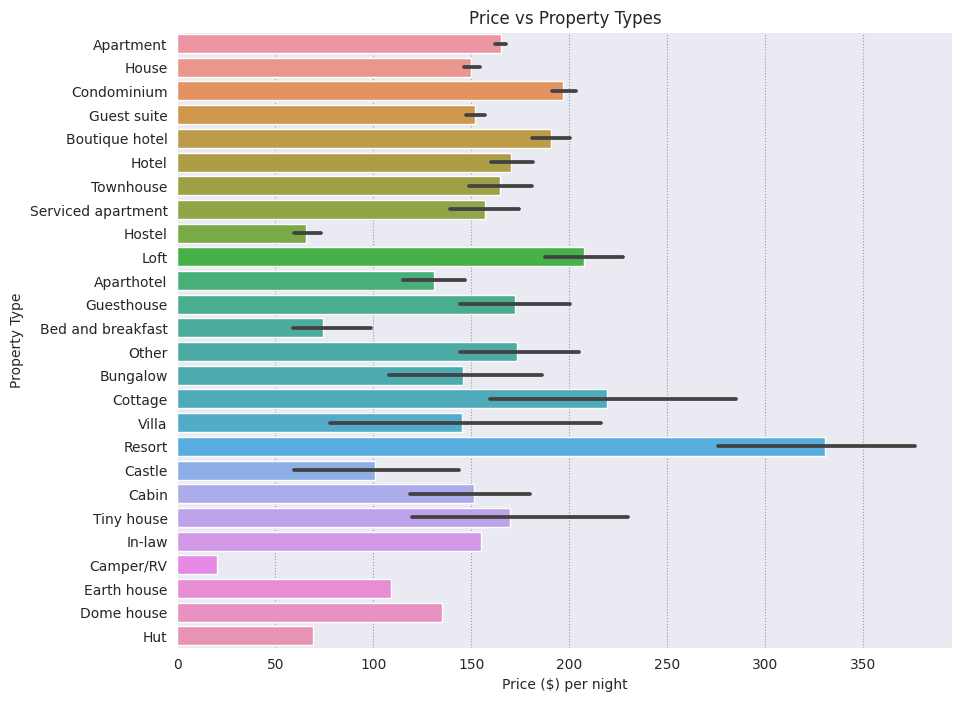 Price vs Property Types
Property Type
Apartment
House
Condominium
Guest suite
Boutique hotel
Hotel
Townhouse
Serviced apartment
Hostel
Loft
Aparthotel
Guesthouse
Bed and breakfast
Other
Bungalow
Cottage
Villa
Resort
Castle
Cabin
Tiny house
In-law
Camper/RV
Earth house
Dome house
Hut
0 50 100 150 200 250 300 350
Price ($) per night